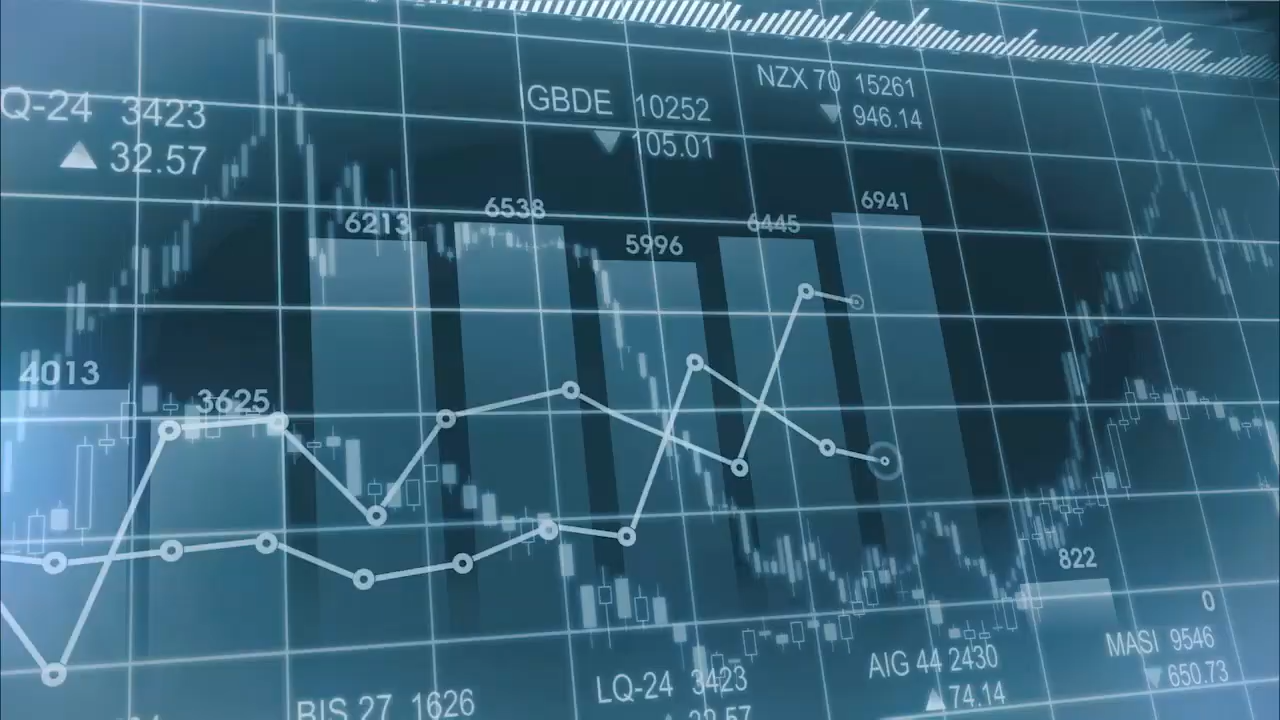 Q-24 3423
▲ 32.57
GBDE 10252
▼ 105.01
NZX 70 15261
▼ 946.14
6213
6538
5996
6445
6941
4013
3625
822
0
MASI 9546
▼ 650.73
AIG 44 2430
▲ 74.14
LQ-24 3423
BIS 27 1626